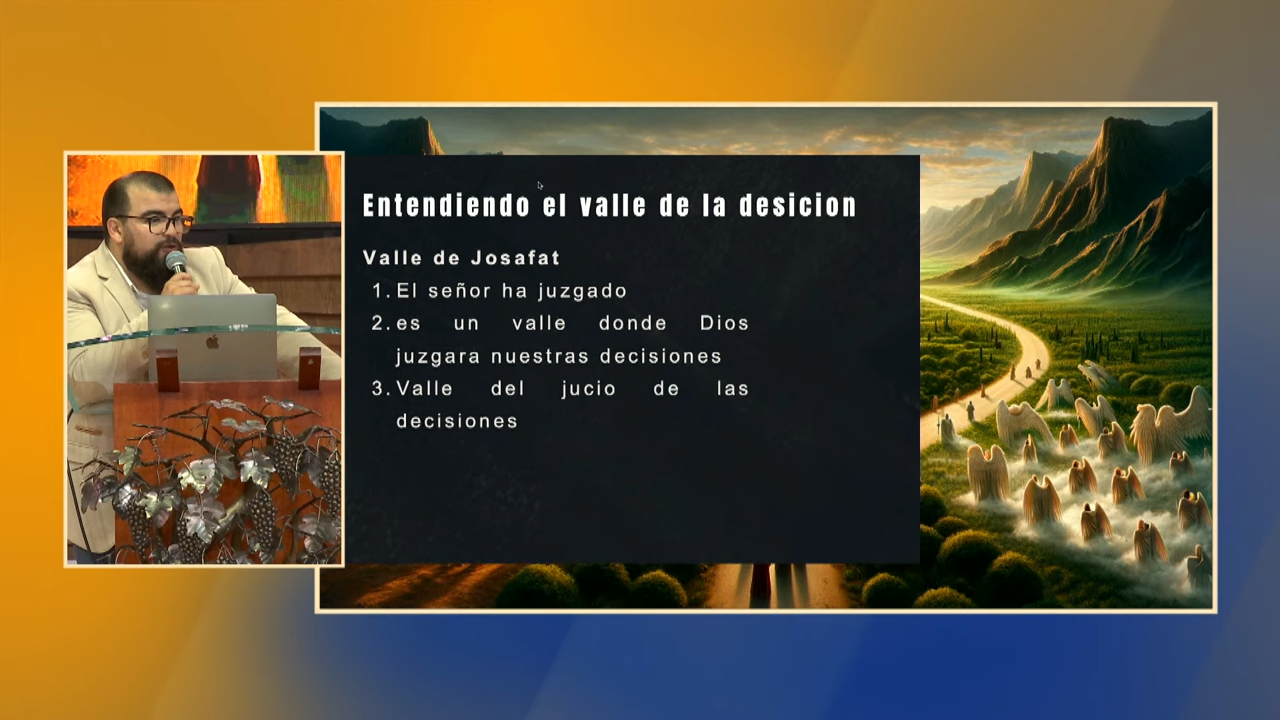 Entendiendo el valle de la desicion
Valle de Josafat
1. El señor ha juzgado
2. es un valle donde Dios
juzgara nuestras decisiones
3. Valle del jucio de las
decisiones